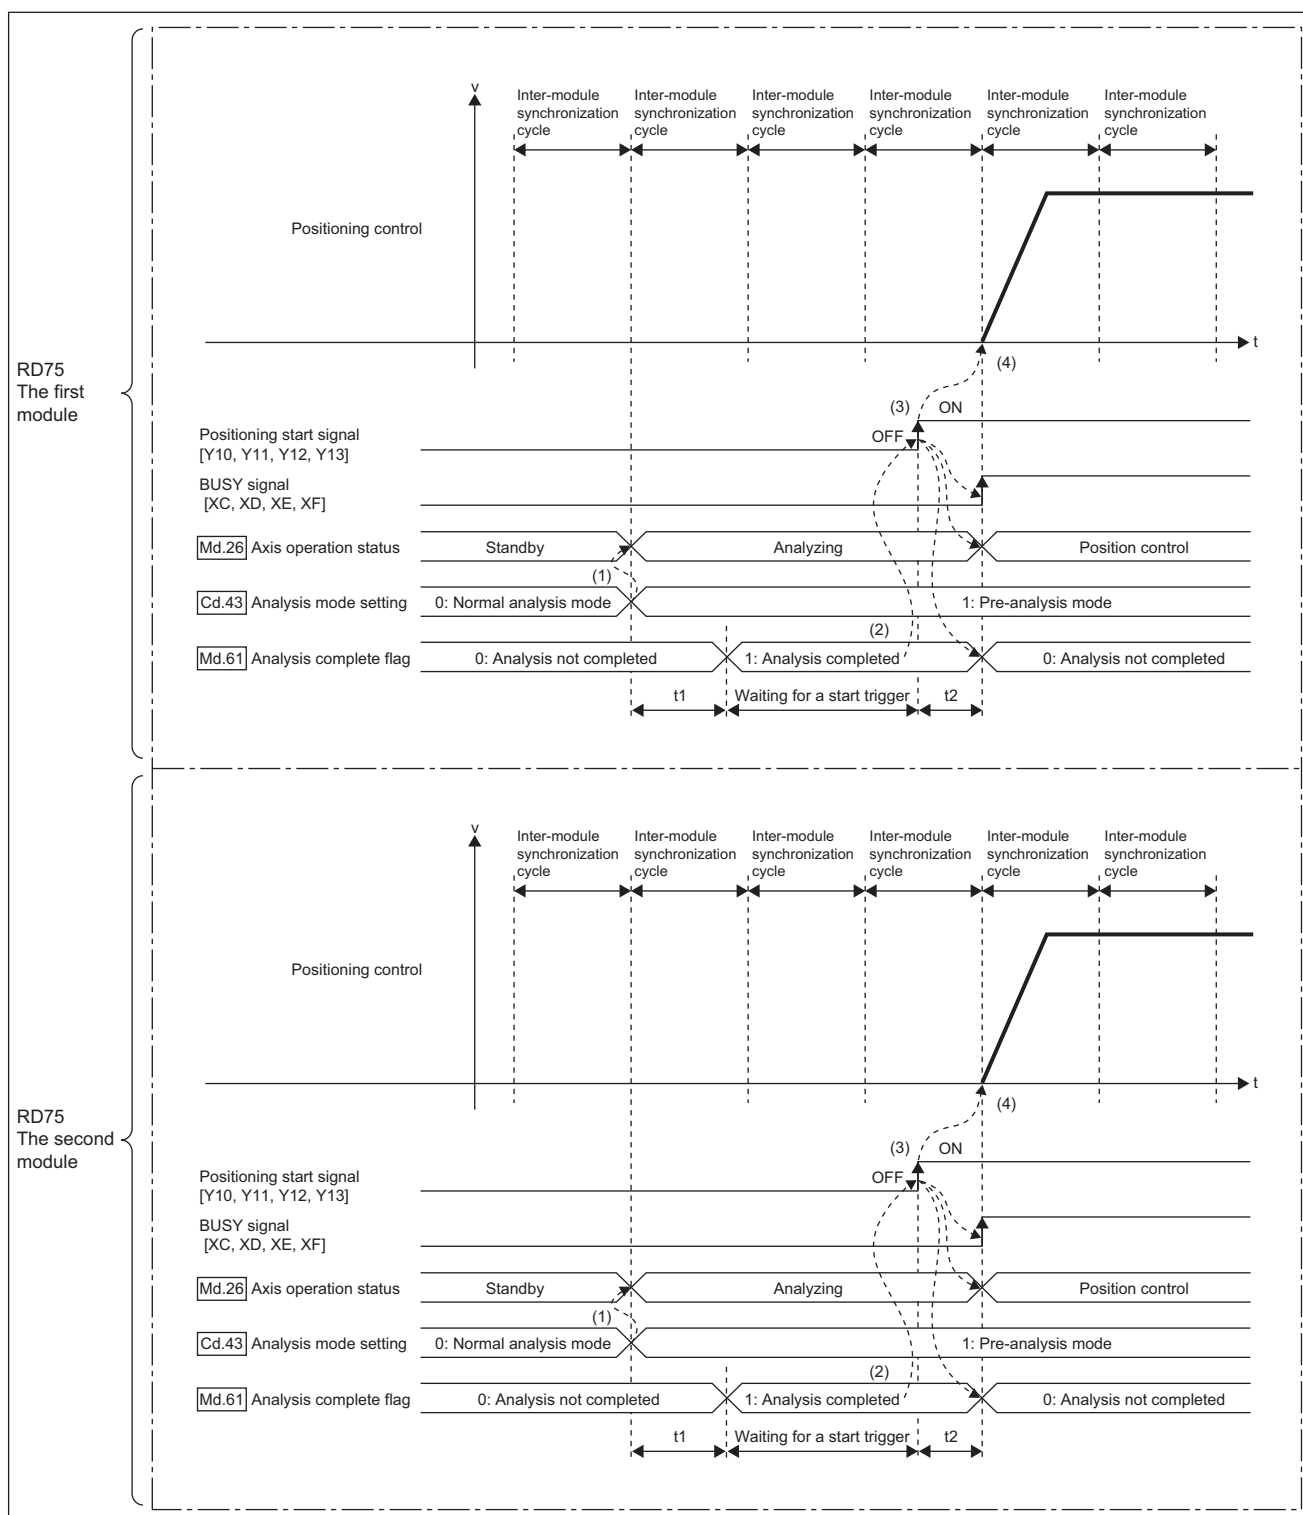 RD75
The first
module
v
Inter-module Inter-module Inter-module Inter-module Inter-module Inter-module
synchronization synchronization synchronization synchronization synchronization synchronization
cycle cycle cycle cycle cycle cycle
Positioning control
t
(4)
(3) ON
OFF
Positioning start signal
[Y10, Y11, Y12, Y13]
BUSY signal
[XC, XD, XE, XF]
Md.26 Axis operation status Standby Analyzing Position control
(1)
Cd.43 Analysis mode setting 0: Normal analysis mode 1: Pre-analysis mode
(2)
Md.61 Analysis complete flag 0: Analysis not completed 1: Analysis completed 0: Analysis not completed
t1 Waiting for a start trigger t2
RD75
The second
module
v
Inter-module Inter-module Inter-module Inter-module Inter-module Inter-module
synchronization synchronization synchronization synchronization synchronization synchronization
cycle cycle cycle cycle cycle cycle
Positioning control
t
(4)
(3) ON
OFF
Positioning start signal
[Y10, Y11, Y12, Y13]
BUSY signal
[XC, XD, XE, XF]
Md.26 Axis operation status Standby Analyzing Position control
(1)
Cd.43 Analysis mode setting 0: Normal analysis mode 1: Pre-analysis mode
(2)
Md.61 Analysis complete flag 0: Analysis not completed 1: Analysis completed 0: Analysis not completed
t1 Waiting for a start trigger t2